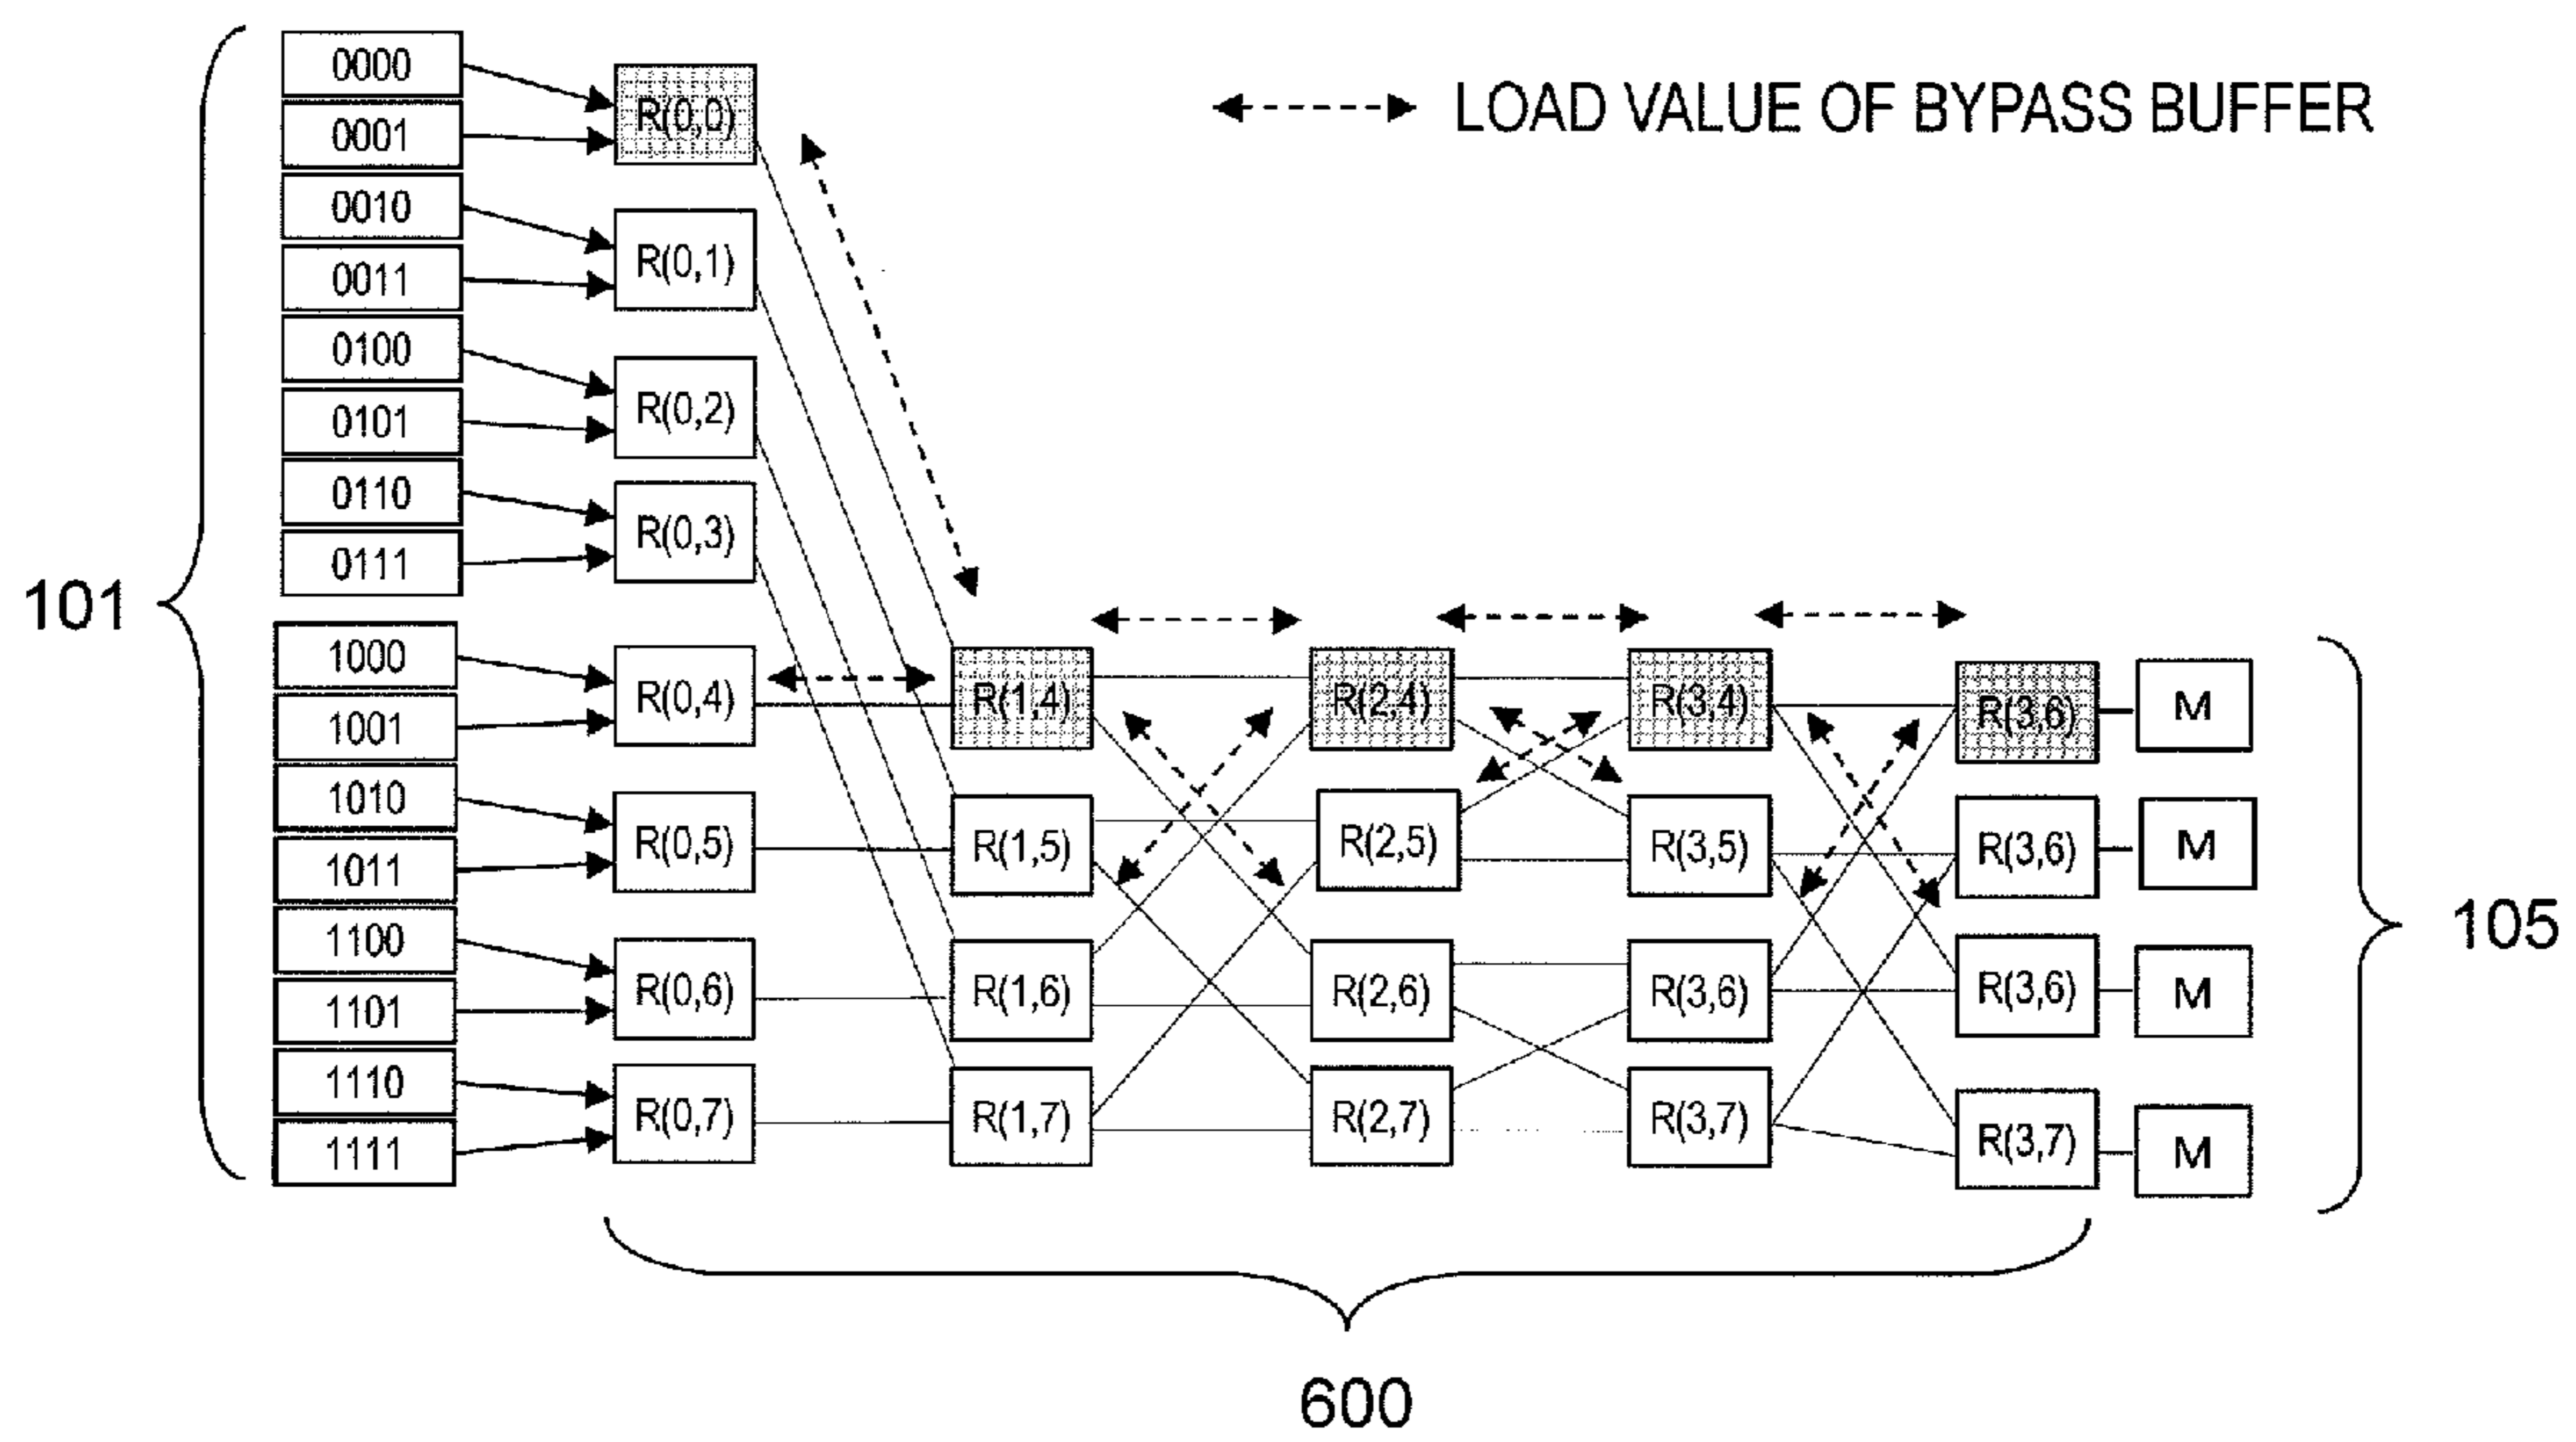 LOAD VALUE OF BYPASS BUFFER
101
0000
0001
0010
0011
0100
0101
0110
0111
1000
1001
1010
1011
1100
1101
1110
1111
R(0,0)
R(0,1)
R(0,2)
R(0,3)
R(0,4)
R(0,5)
R(0,6)
R(0,7)
R(1,4)
R(1,5)
R(1,6)
R(1,7)
R(2,4)
R(2,5)
R(2,6)
R(2,7)
R(3,4)
R(3,5)
R(3,6)
R(3,7)
R(3,6)
R(3,6)
R(3,6)
R(3,7)
M
M
M
M
105
600